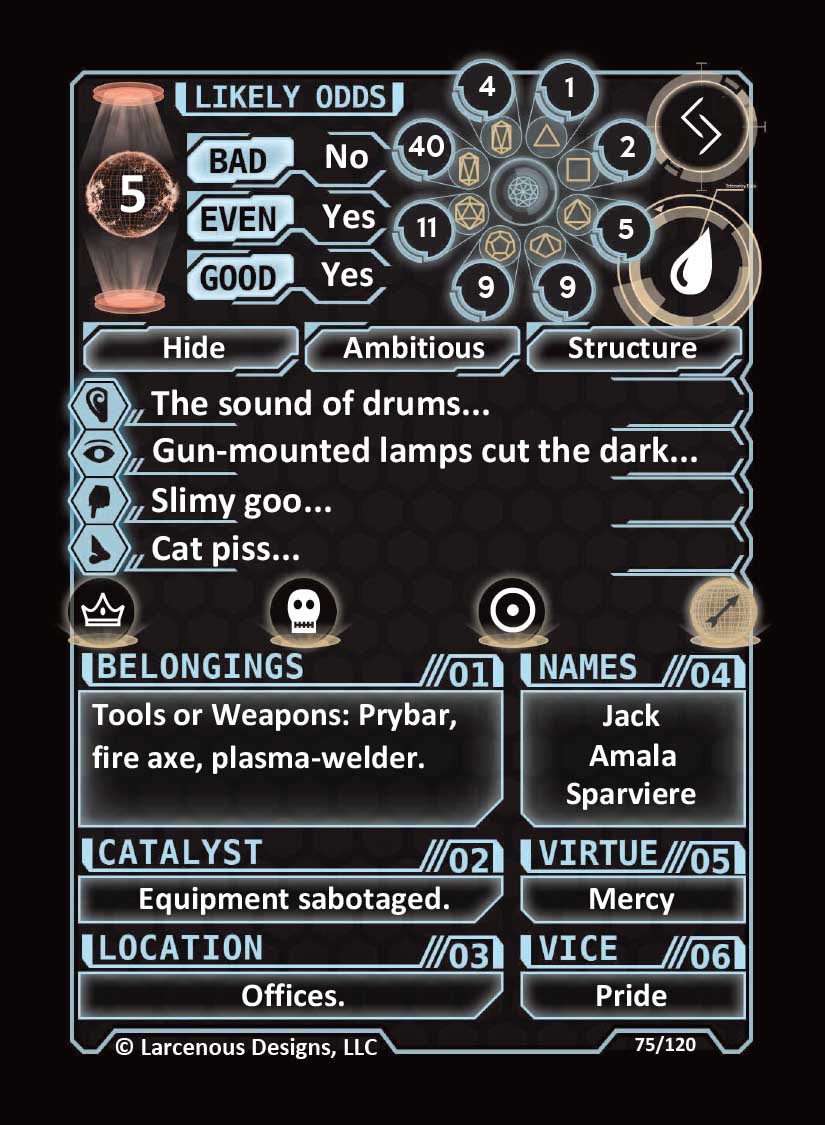 LIKELY ODDS
5
BAD No
EVEN Yes
GOOD Yes
4
1
40
2
11
5
9
9
Hide
Ambitious
Structure
The sound of drums...
Gun-mounted lamps cut the dark...
Slimy goo...
Cat piss...
BELONGINGS ///01
Tools or Weapons: Prybar,
fire axe, plasma-welder.
NAMES ///04
Jack
Amala
Sparviere
CATALYST ///02
Equipment sabotaged.
VIRTUE ///05
Mercy
LOCATION ///03
Offices.
VICE ///06
Pride
© Larcenous Designs, LLC
75/120